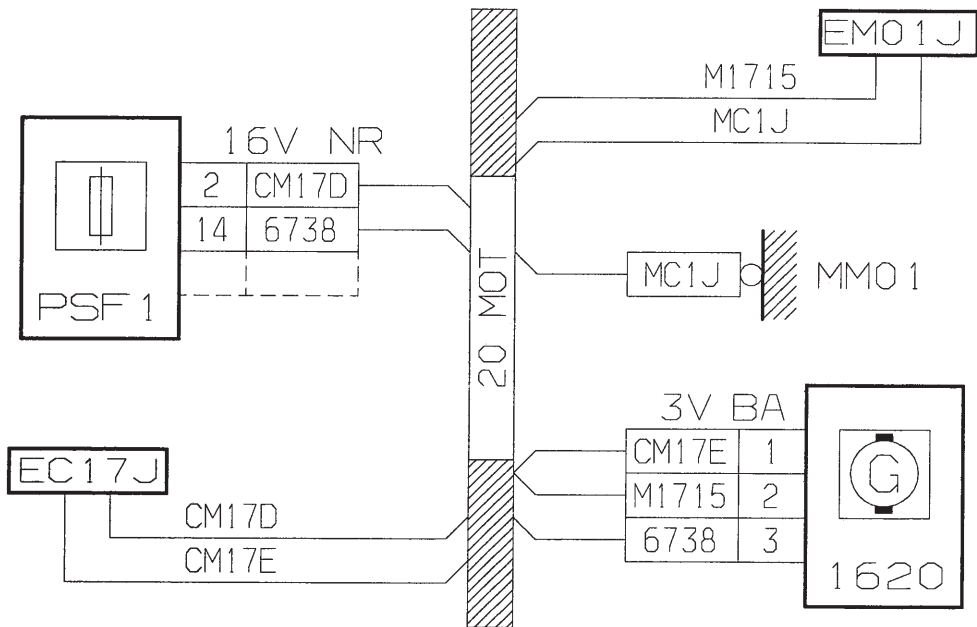 EM01J
M1715
MC1J
16V NR
2 CM17D
14 6738
PSF1
20 MOT
MC1J
MM01
3V BA
CM17E 1
M1715 2
6738 3
G
1620
EC17J
CM17D
CM17E